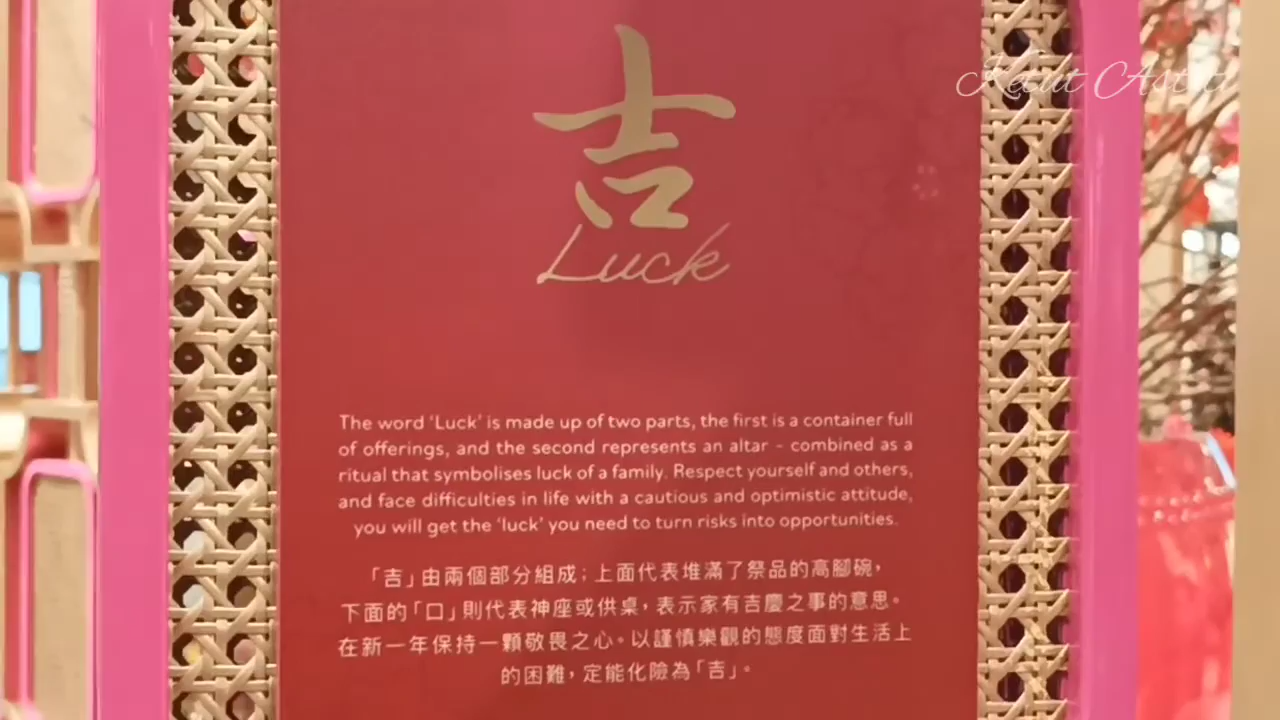 Ketut Astiti
吉
Luck
The word ‘Luck’ is made up of two parts, the first is a container full
of offerings, and the second represents an altar - combined as a
ritual that symbolises luck of a family. Respect yourself and others,
and face difficulties in life with a cautious and optimistic attitude,
you will get the ‘luck’ you need to turn risks into opportunities.
「吉」由兩個部分組成；上面代表堆滿了祭品的高腳碗，
下面的「口」則代表神座或供桌，表示家有吉慶之事的意思。
在新一年保持一顆敬畏之心。以謹慎樂觀的態度面對生活上
的困難，定能化險為「吉」。